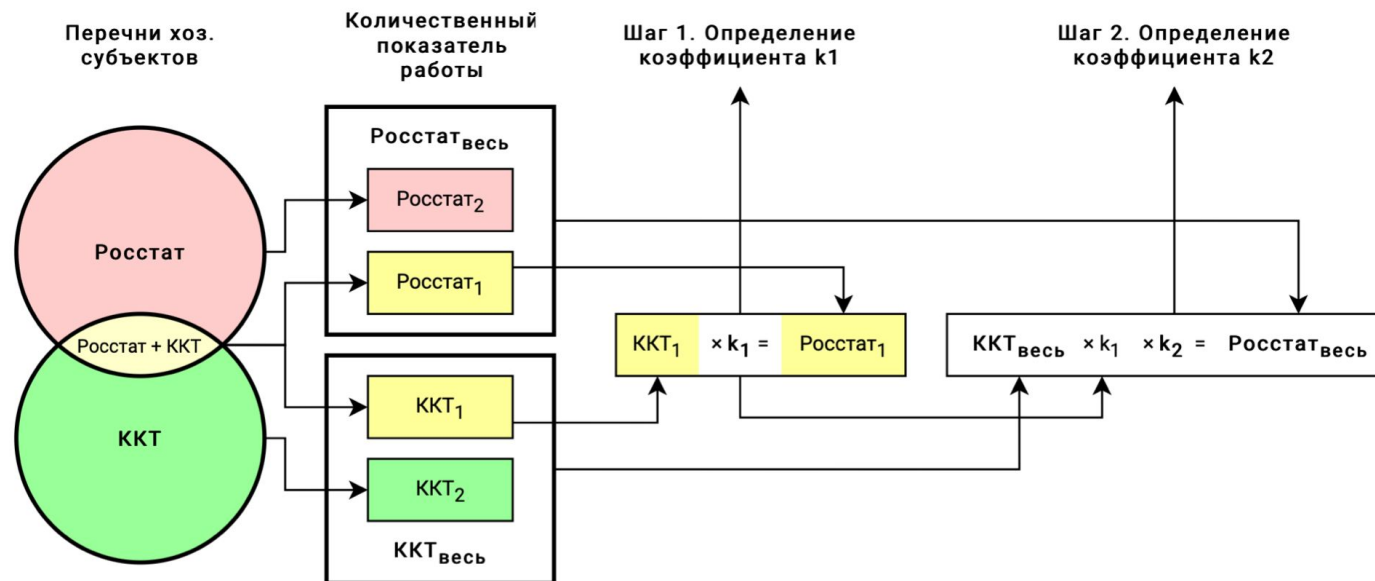 Перечни хоз.
субъектов
Количественный
показатель
работы
Шаг 1. Определение
коэффициента k1
Шаг 2. Определение
коэффициента k2
Росстат
Росстат + ККТ
ККТ
Росстатвесь
Росстат2
Росстат1
ККТ1
ККТ2
ККТвесь
ККТ1 × k1 = Росстат1
ККТвесь × k1 × k2 = Росстатвесь